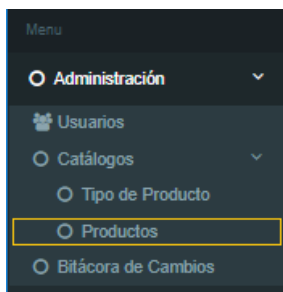 Menu
Administración
Usuarios
Catálogos
Tipo de Producto
Productos
Bitácora de Cambios